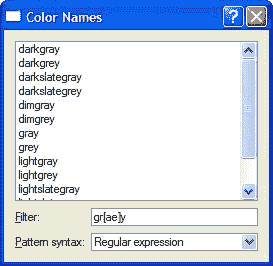 Color Names
darkgray
darkgrey
darkslategray
darkslategray
dimgray
dimgrey
gray
grey
lightgray
lightgrey
lightslategray
Filter: gr[ae]y
Pattern syntax: Regular expression